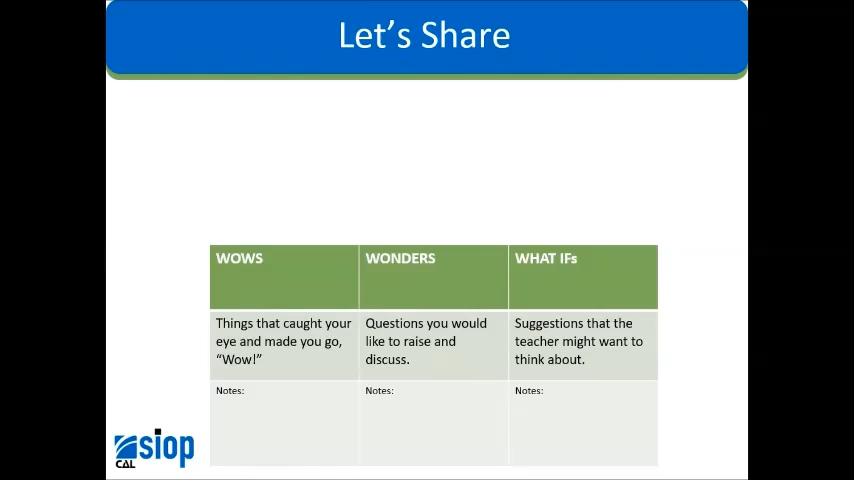 Let's Share
WOWS
WONDERS
WHAT IFs
Things that caught your
eye and made you go,
“Wow!”
Questions you would
like to raise and
discuss.
Suggestions that the
teacher might want to
think about.
Notes:
Notes:
Notes:
siop
CAL